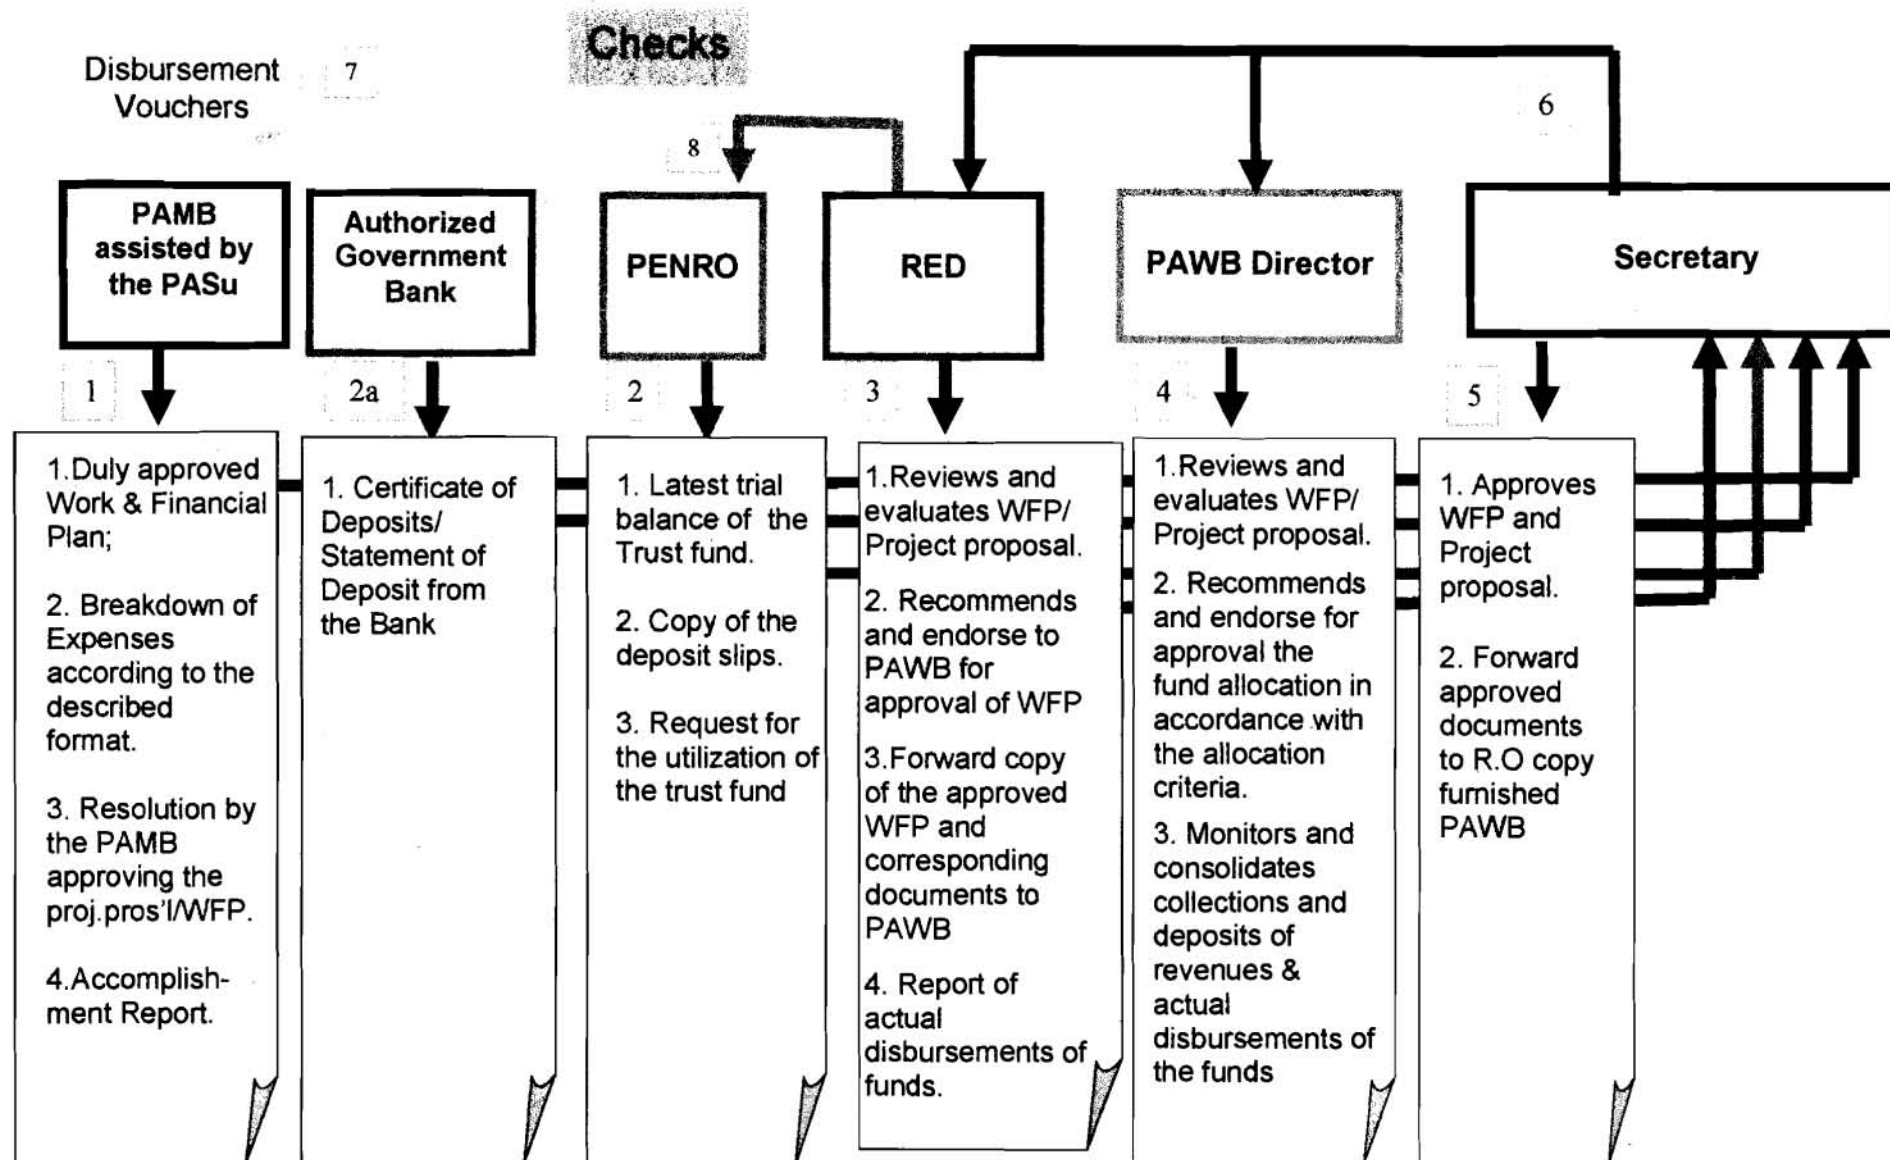 Checks
Disbursement
Vouchers
7
6
8
PAMB
assisted by
the PASu
Authorized
Government
Bank
PENRO
RED
PAWB Director
Secretary
1
2a
2
3
4
5
1.Duly approved
Work & Financial
Plan;
2. Breakdown of
Expenses
according to the
described
format.
3. Resolution by
the PAMB
approving the
proj.pros'l/WFP.
4.Accomplish-
ment Report.
1. Certificate of
Deposits/
Statement of
Deposit from
the Bank
1. Latest trial
balance of the
Trust fund.
2. Copy of the
deposit slips.
3. Request for
the utilization of
the trust fund
1.Reviews and
evaluates WFP/
Project proposal.
2. Recommends
and endorse to
PAWB for
approval of WFP
3.Forward copy
of the approved
WFP and
corresponding
documents to
PAWB
4. Report of
actual
disbursements of
funds.
1.Reviews and
evaluates WFP/
Project proposal.
2. Recommends
and endorse for
approval the
fund allocation in
accordance with
the allocation
criteria.
3. Monitors and
consolidates
collections and
deposits of
revenues &
actual
disbursements of
the funds
1. Approves
WFP and
Project
proposal.
2. Forward
approved
documents
to R.O copy
furnished
PAWB